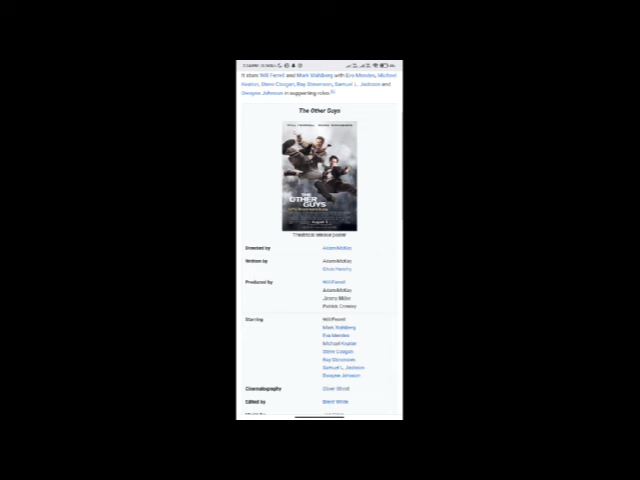 It stars Will Ferrell and Mark Wahlberg with Eva Mendes, Michael
Keaton, Steve Coogan, Ray Stevenson, Samuel L. Jackson and
Dwayne Johnson in supporting roles.
The Other Guys
THE
OTHER
GUYS
August 6
Theatrical release poster
Directed by Adam McKay
Written by Adam McKay
Chris Henchy
Produced by Will Ferrell
Adam McKay
Jimmy Miller
Patrick Crowley
Starring Will Ferrell
Mark Wahlberg
Eva Mendes
Michael Keaton
Steve Coogan
Ray Stevenson
Samuel L. Jackson
Dwayne Johnson
Cinematography Oliver Wood
Edited by Brent White